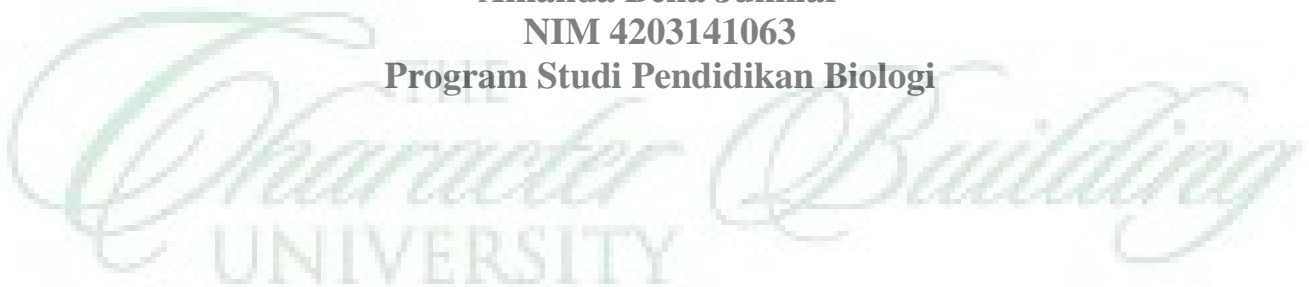 NIM 4203141063
Program Studi Pendidikan Biologi
THE
Character Building
UNIVERSITY